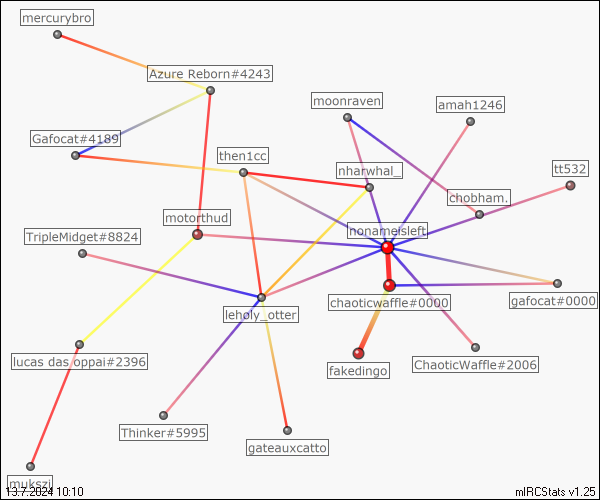 mercurybro
Azure Reborn#4243
moonraven
amah1246
Gafocat#4189
then1cc
nharwhal_
tt532
chobham.
motorthud
honameisleft
TripleMidget#8824
chaoticwaffle#0000
gafocat#0000
leholy_otter
lucas das oppai#2396
fakedingo
ChaoticWaffle#2006
Thinker#5995
gateauxcatto
mukszi
13.7.2024 10:10
mIRCStats v1.25